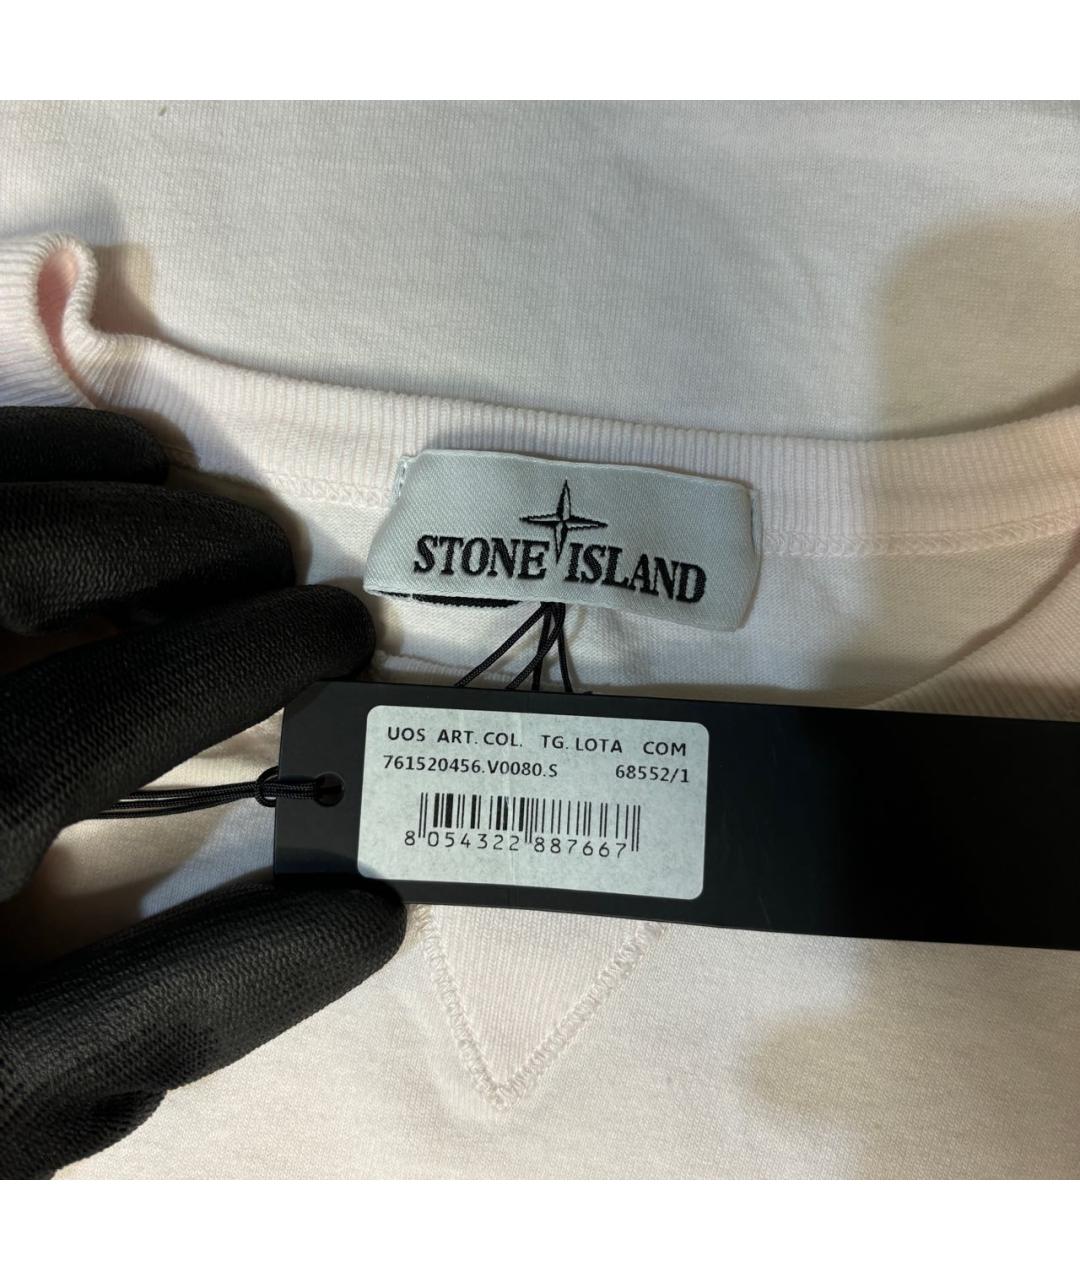 STONE ISLAND
UOS ART. COL. TG. LOTA COM
761520456.V0080.S 68552/1
8 054322 887667